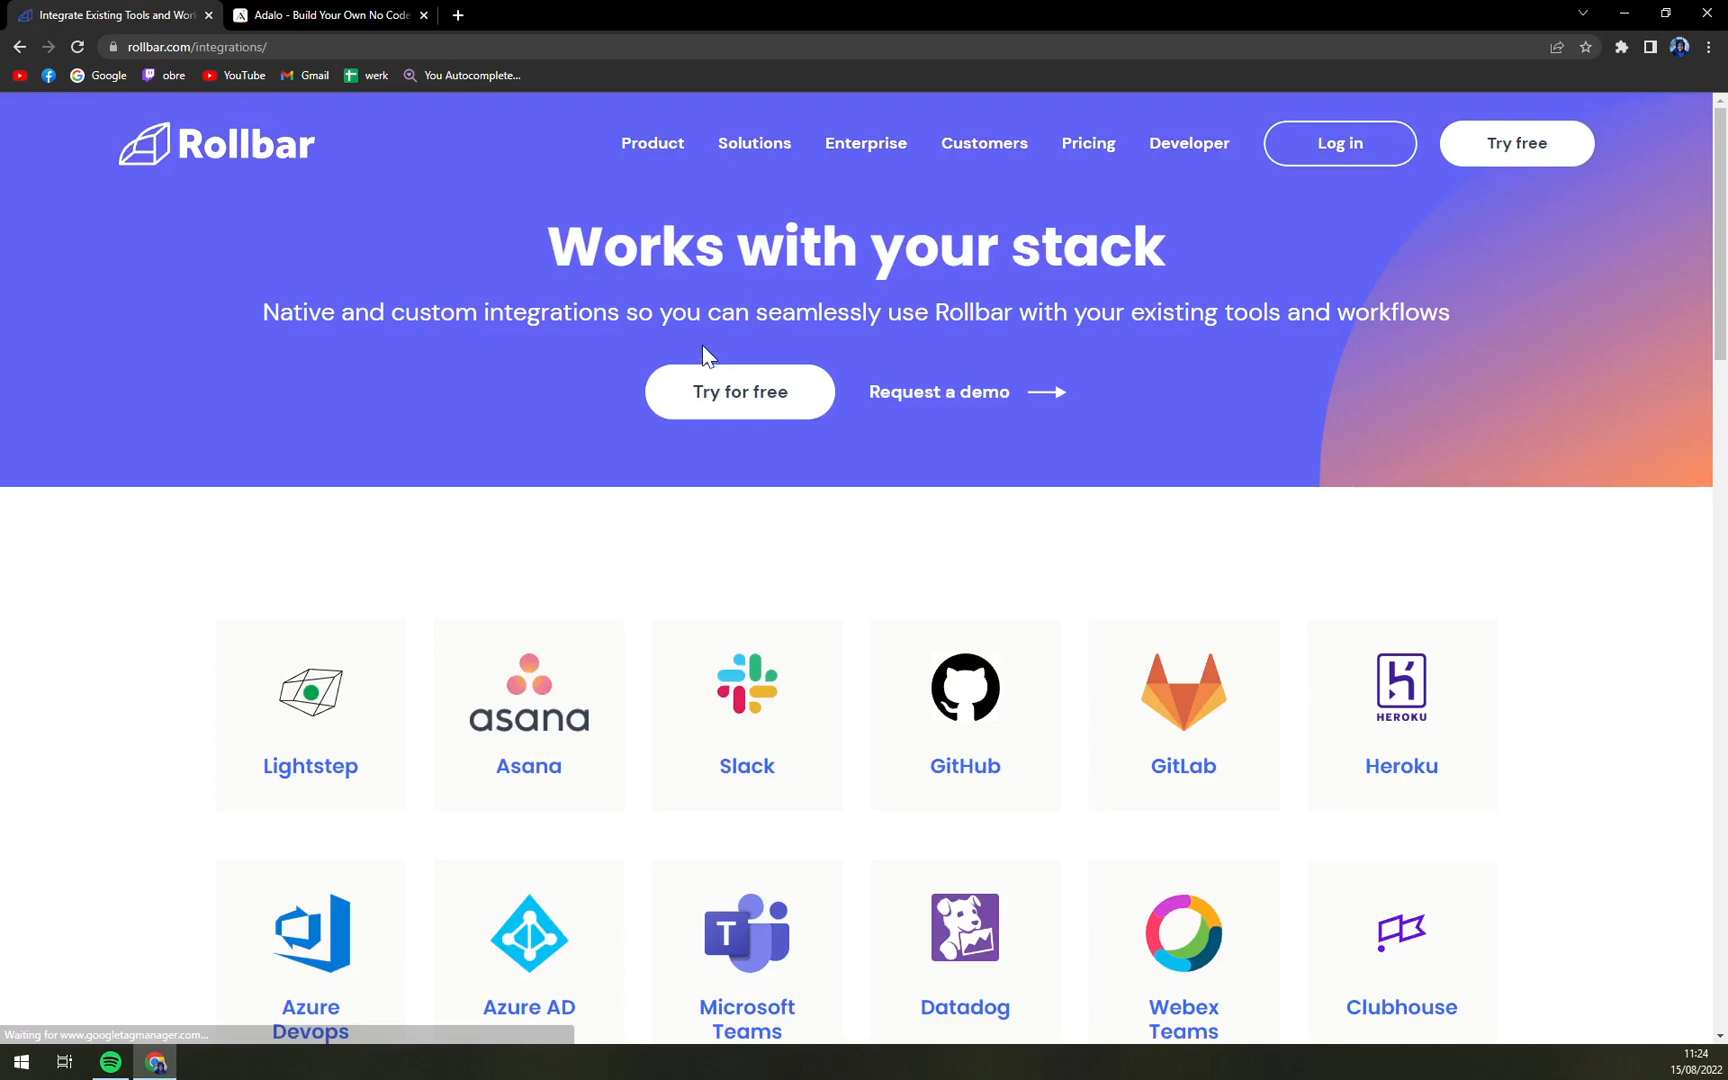 Integrate Existing Tools and Wor
Adalo - Build Your Own No Code
rollbar.com/integrations/
Google
obre
YouTube
Gmail
werk
You Autocomplete...
Rollbar
Product
Solutions
Enterprise
Customers
Pricing
Developer
Log in
Try free
Works with your stack
Native and custom integrations so you can seamlessly use Rollbar with your existing tools and workflows
Try for free
Request a demo
asana
HEROKU
Lightstep
Asana
Slack
GitHub
GitLab
Heroku
T
Azure
Devops
Azure AD
Microsoft
Teams
Datadog
Webex
Teams
Clubhouse
Waiting for www.googletagmanager.com...
11:24
15/08/2022